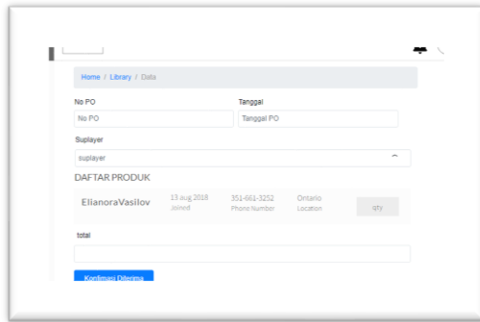 Home / Library / Data
No PO Tanggal
No PO Tanggal PO
Suplayer
suplayer
DAFTAR PRODUK
ElianoraVasilov 13 aug 2018 351-661-3252 Ontario qty
Joined Phone Number Location
total
Konfimasi Diterima